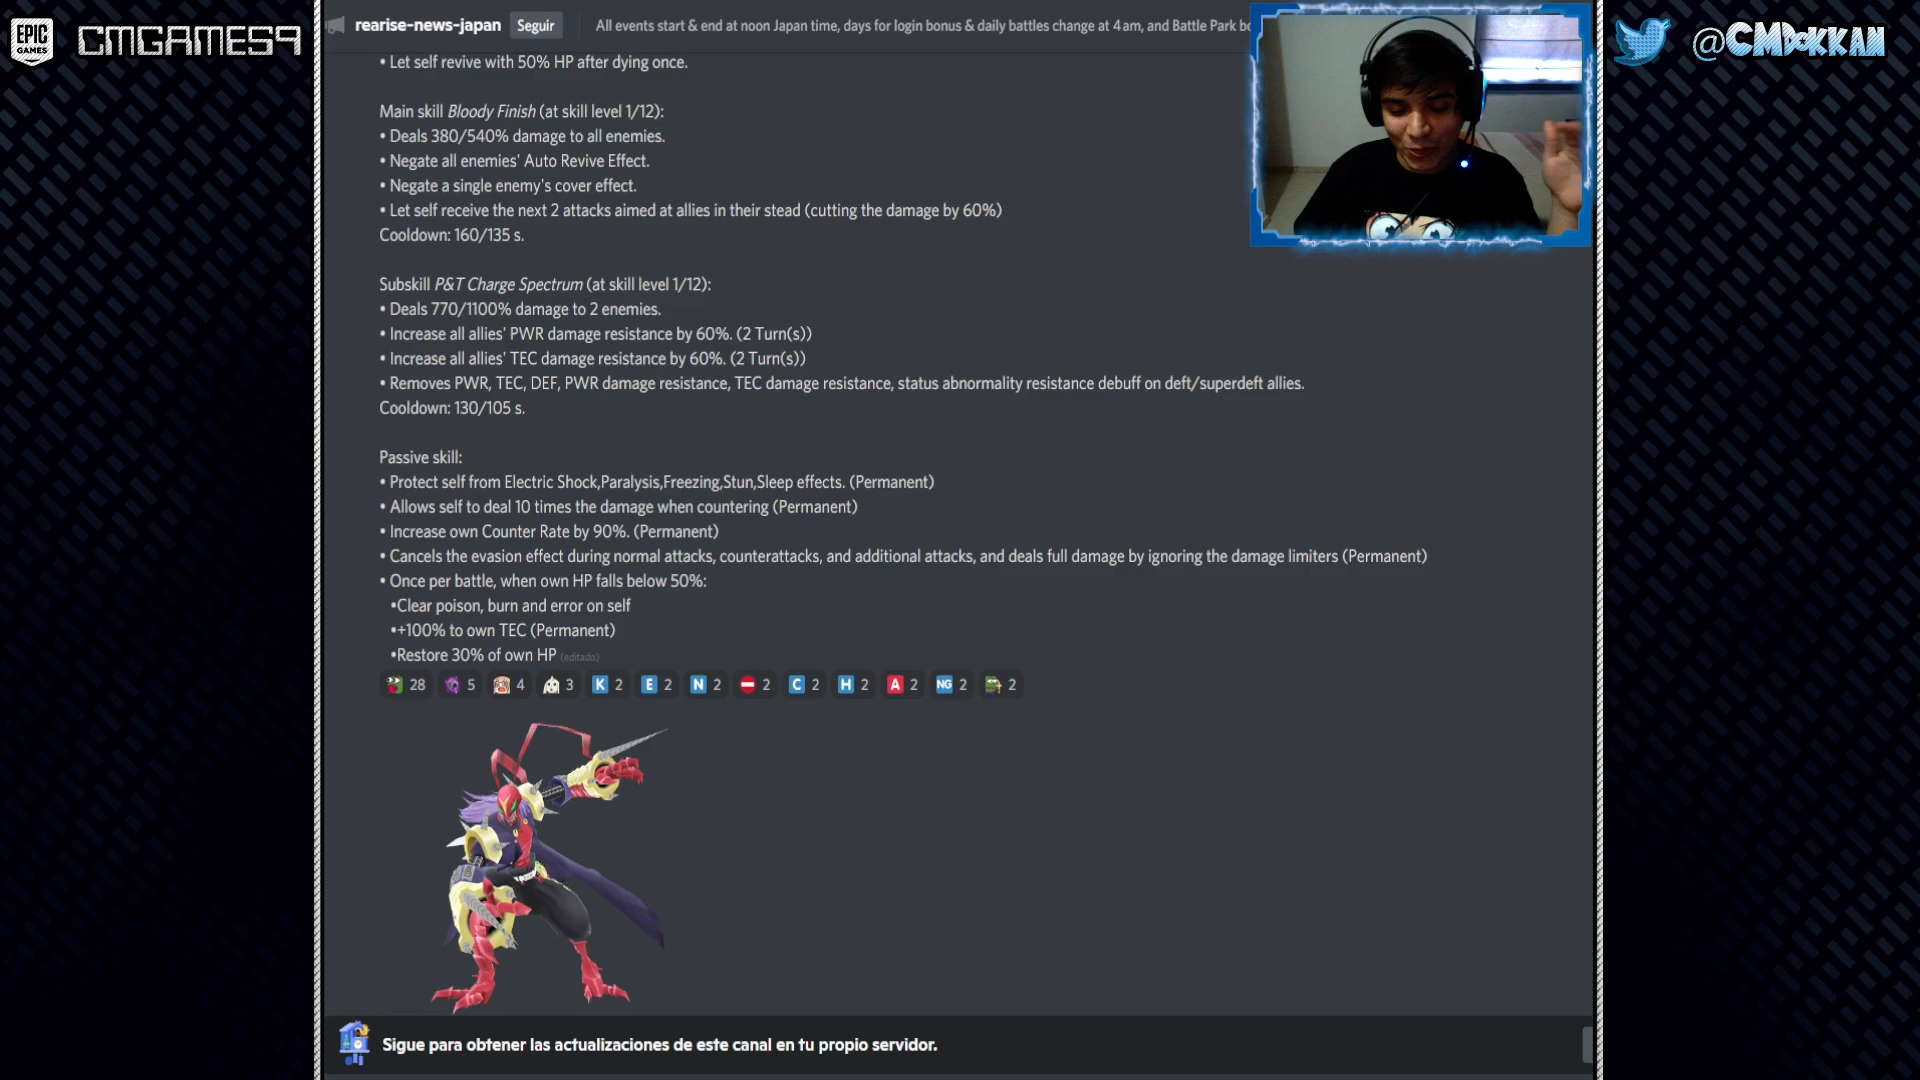 EPIC
GAMES
CMGAMES9
rearise-news-japan
Seguir
All events start & end at noon Japan time, days for login bonus & daily battles change at 4 am, and Battle Park
@CMDOKKAN
• Let self revive with 50% HP after dying once.
Main skill Bloody Finish (at skill level 1/12):
• Deals 380/540% damage to all enemies.
• Negate all enemies' Auto Revive Effect.
• Negate a single enemy's cover effect.
• Let self receive the next 2 attacks aimed at allies in their stead (cutting the damage by 60%)
Cooldown: 160/135 s.
Subskill P&T Charge Spectrum (at skill level 1/12):
• Deals 770/1100% damage to 2 enemies.
• Increase all allies' PWR damage resistance by 60%. (2 Turn(s))
• Increase all allies' TEC damage resistance by 60%. (2 Turn(s))
• Removes PWR, TEC, DEF, PWR damage resistance, TEC damage resistance, status abnormality resistance debuff on deft/superdeft allies.
Cooldown: 130/105 s.
Passive skill:
• Protect self from Electric Shock,Paralysis,Freezing,Stun,Sleep effects. (Permanent)
• Allows self to deal 10 times the damage when countering (Permanent)
• Increase own Counter Rate by 90%. (Permanent)
• Cancels the evasion effect during normal attacks, counterattacks, and additional attacks, and deals full damage by ignoring the damage limiters (Permanent)
• Once per battle, when own HP falls below 50%:
•Clear poison, burn and error on self
•+100% to own TEC (Permanent)
•Restore 30% of own HP (editado)
28 5 4 3 K 2 E 2 N 2 2 C 2 H 2 A 2 NG 2 2
Sigue para obtener las actualizaciones de este canal en tu propio servidor.